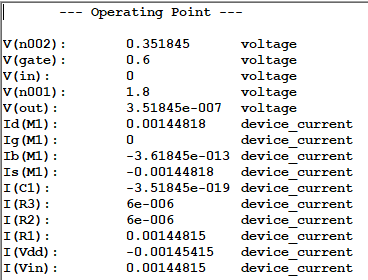 --- Operating Point ---
V(n002): 0.351845 voltage
V(gate): 0.6 voltage
V(in): 0 voltage
V(n001): 1.8 voltage
V(out): 3.51845e-007 voltage
Id(M1): 0.00144818 device_current
Ig(M1): 0 device_current
Ib(M1): -3.61845e-013 device_current
Is(M1): -0.00144818 device_current
I(C1): -3.51845e-019 device_current
I(R3): 6e-006 device_current
I(R2): 6e-006 device_current
I(R1): 0.00144815 device_current
I(Vdd): -0.00145415 device_current
I(Vin): 0.00144815 device_current